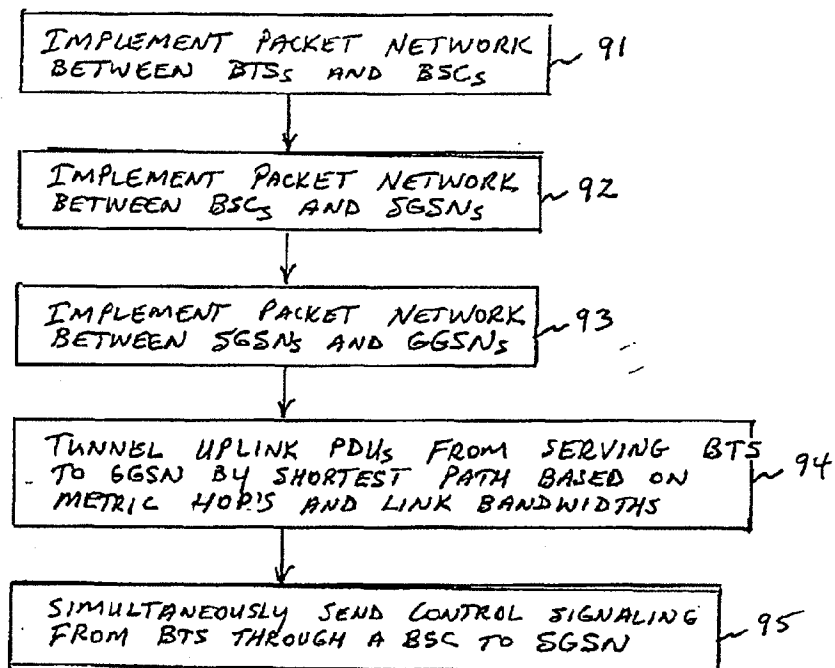 IMPLEMENT PACKET NETWORK
BETWEEN BTSs AND BSCs
91
IMPLEMENT PACKET NETWORK
BETWEEN BSCs AND SGSNs
92
IMPLEMENT PACKET NETWORK
BETWEEN SGSNs AND GGSNs
93
TUNNEL UPLINK PDUs FROM SERVING BTS
TO GGSN BY SHORTEST PATH BASED ON
METRIC HOP'S AND LINK BANDWIDTHS
94
SIMULTANEOUSLY SEND CONTROL SIGNALING
FROM BTS THROUGH A BSC TO SGSN
95